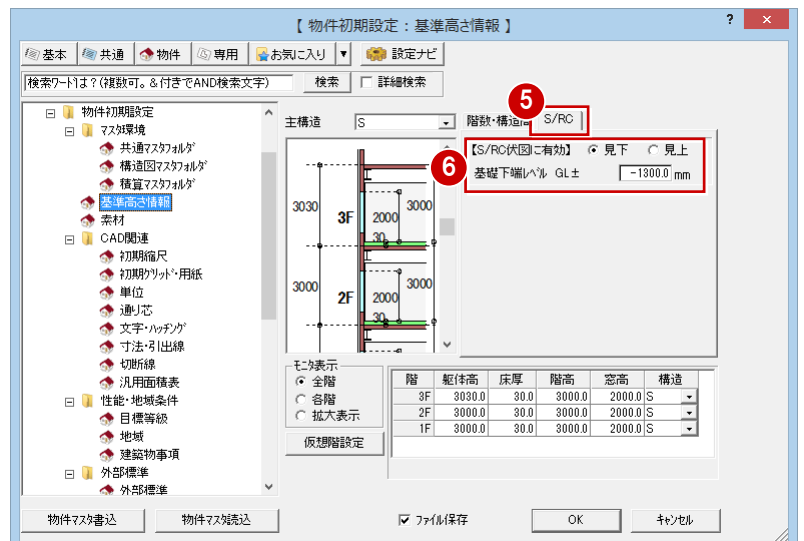 【 物件初期設定：基準高さ情報 】
? ×
基本 共通 物件 専用 お気に入り ▼ 設定ナビ
検索ワードは？(複数可。&付きでAND検索文字) 検索 詳細検索
物件初期設定
マスタ環境
共通マスタフォルダ
構造図マスタフォルダ
積算マスタフォルダ
基準高さ情報
素材
CAD関連
初期縮尺
初期グリッド・用紙
単位
通り芯
文字・ハッチング
寸法・引出線
切断線
汎用面積表
性能・地域条件
目標等級
地域
建築物事項
外部標準
外部標準
主構造 S
5
階数・構造高 S/RC
6
【S/RC伏図に有効】 見下 見上
基礎下端レベル GL± -1300.0 mm
3030 3F 2000 3000
30
3000 2F 2000 3000
30
モニタ表示
全階
各階
拡大表示
仮想階設定
階 躯体高 床厚 階高 窓高 構造
3F 3030.0 30.0 3000.0 2000.0 S
2F 3000.0 30.0 3000.0 2000.0 S
1F 3000.0 30.0 3000.0 2000.0 S
物件マスタ書込 物件マスタ読込 ファイル保存 OK キャンセル